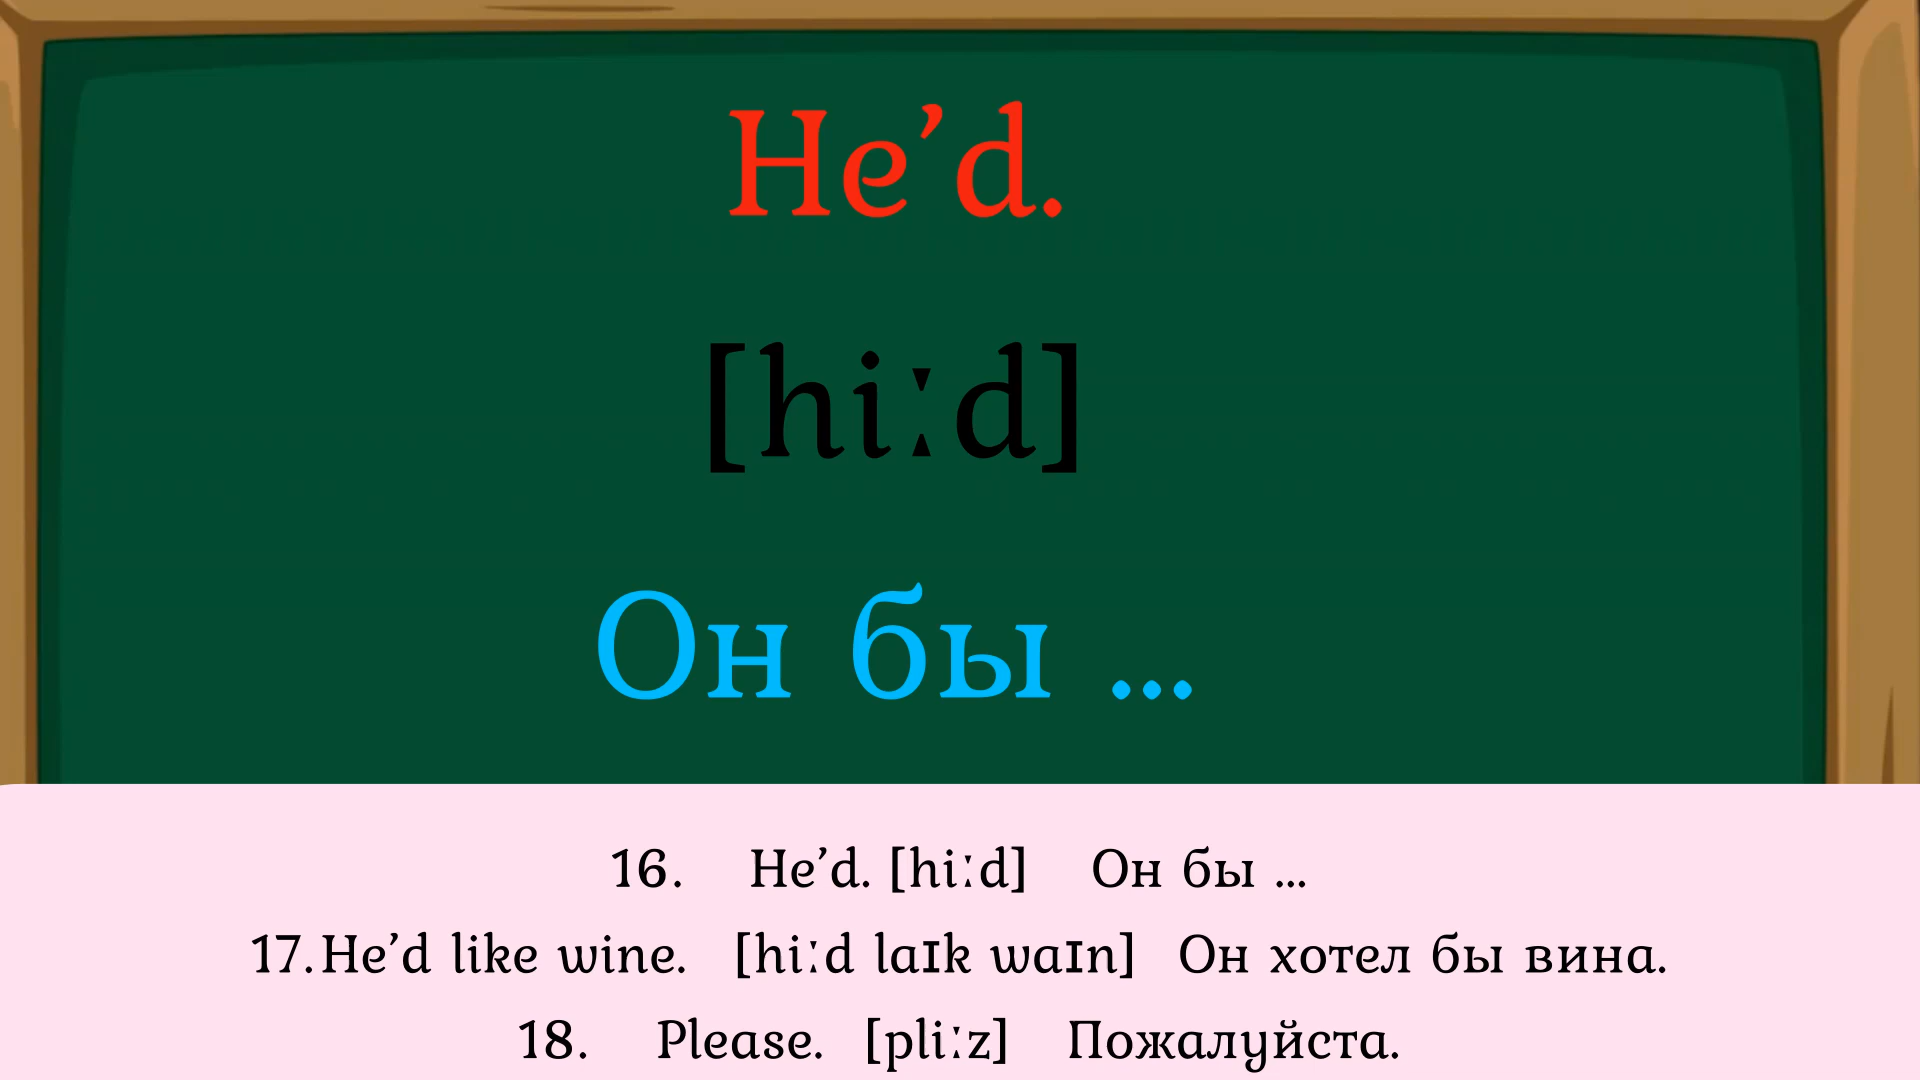 He’d.
[hiːd]
Он бы ...
16. He’d. [hiːd] Он бы ...
17. He’d like wine. [hiːd laɪk waɪn] Он хотел бы вина.
18. Please. [pliːz] Пожалуйста.